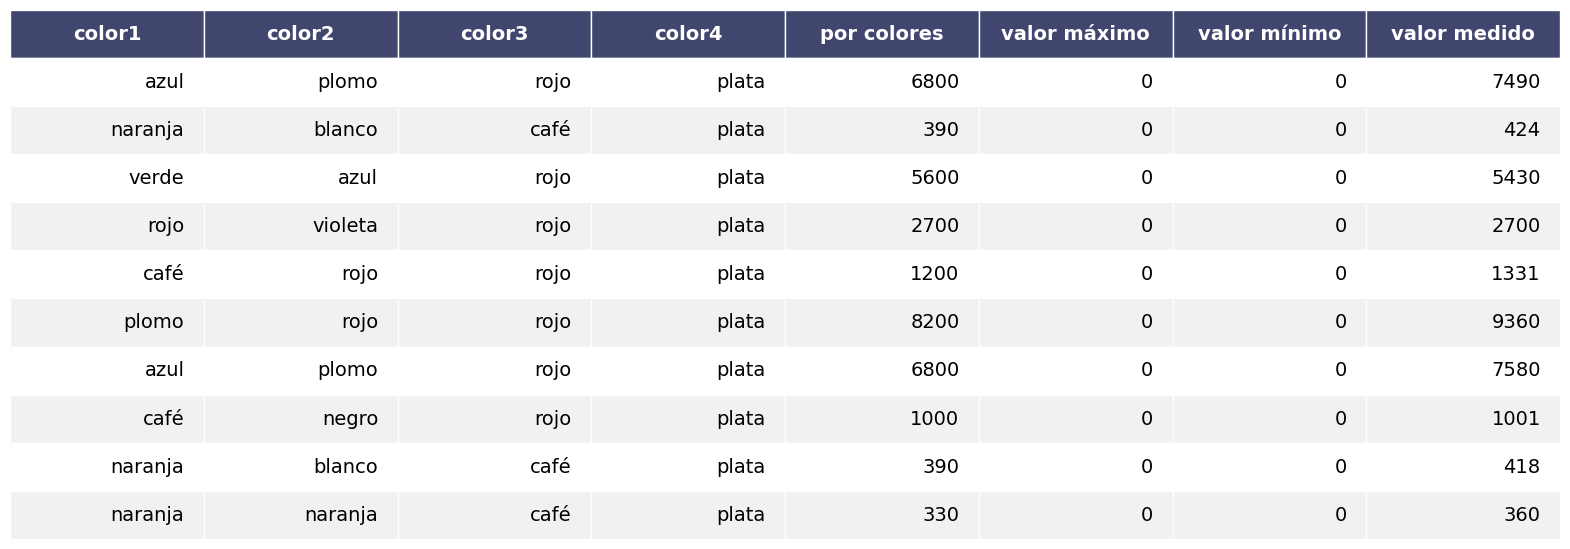 color1 color2 color3 color4 por colores valor máximo valor mínimo valor medido
azul plomo rojo plata 6800 0 0 7490
naranja blanco café plata 390 0 0 424
verde azul rojo plata 5600 0 0 5430
rojo violeta rojo plata 2700 0 0 2700
café rojo rojo plata 1200 0 0 1331
plomo rojo rojo plata 8200 0 0 9360
azul plomo rojo plata 6800 0 0 7580
café negro rojo plata 1000 0 0 1001
naranja blanco café plata 390 0 0 418
naranja naranja café plata 330 0 0 360